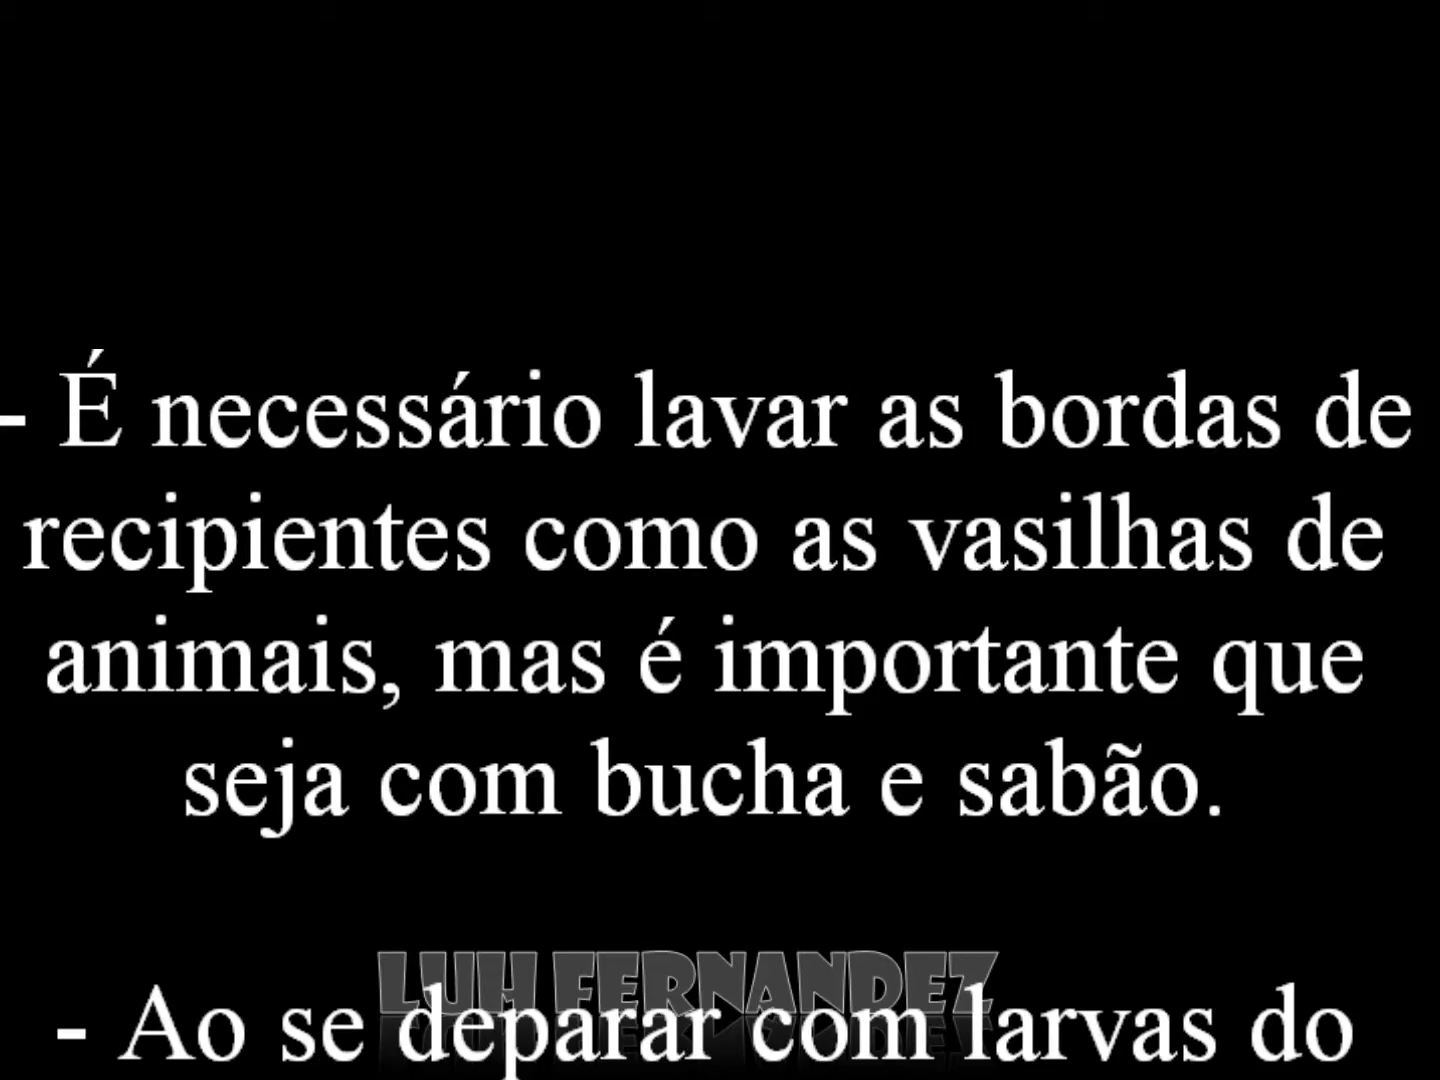 - É necessário lavar as bordas de
recipientes como as vasilhas de
animais, mas é importante que
seja com bucha e sabão.
LUH FERNANDEZ
- Ao se deparar com larvas do